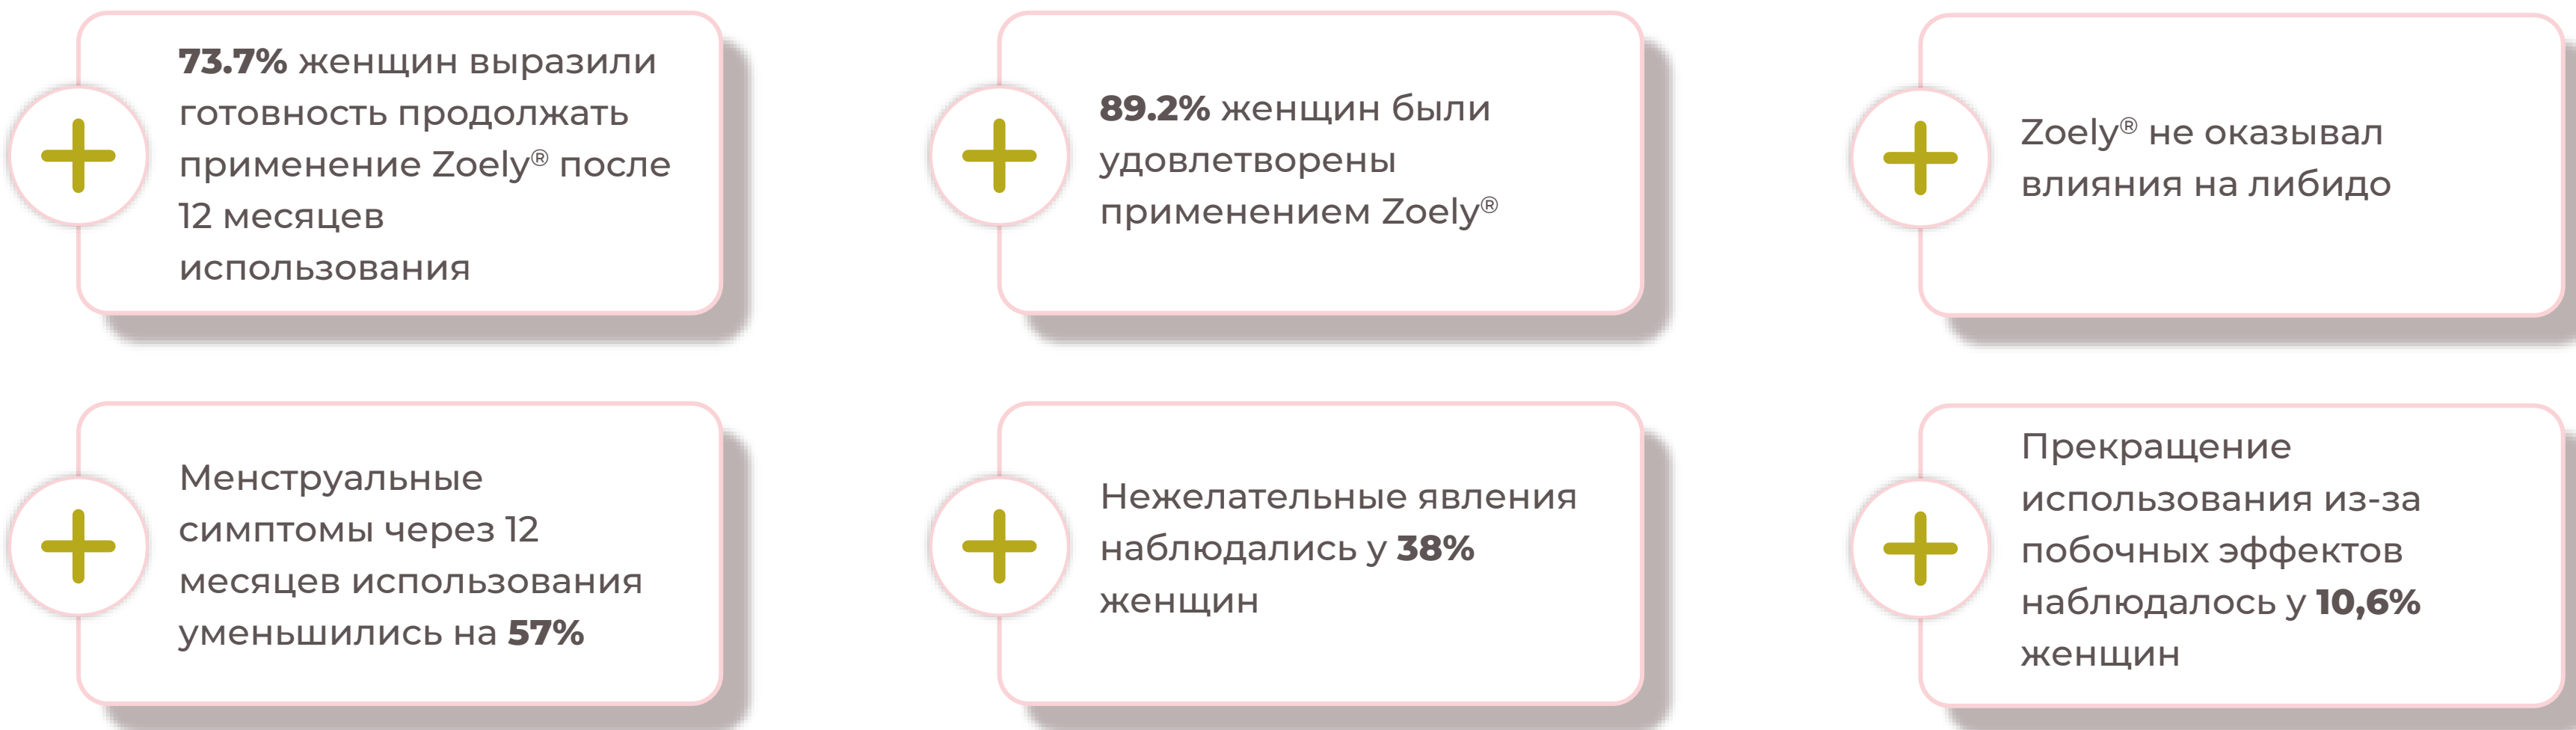 73.7% женщин выразили
готовность продолжать
применение Zoely® после
12 месяцев
использования
89.2% женщин были
удовлетворены
применением Zoely®
Zoely® не оказывал
влияния на либидо
Менструальные
симптомы через 12
месяцев использования
уменьшились на 57%
Нежелательные явления
наблюдались у 38%
женщин
Прекращение
использования из-за
побочных эффектов
наблюдалось у 10,6%
женщин